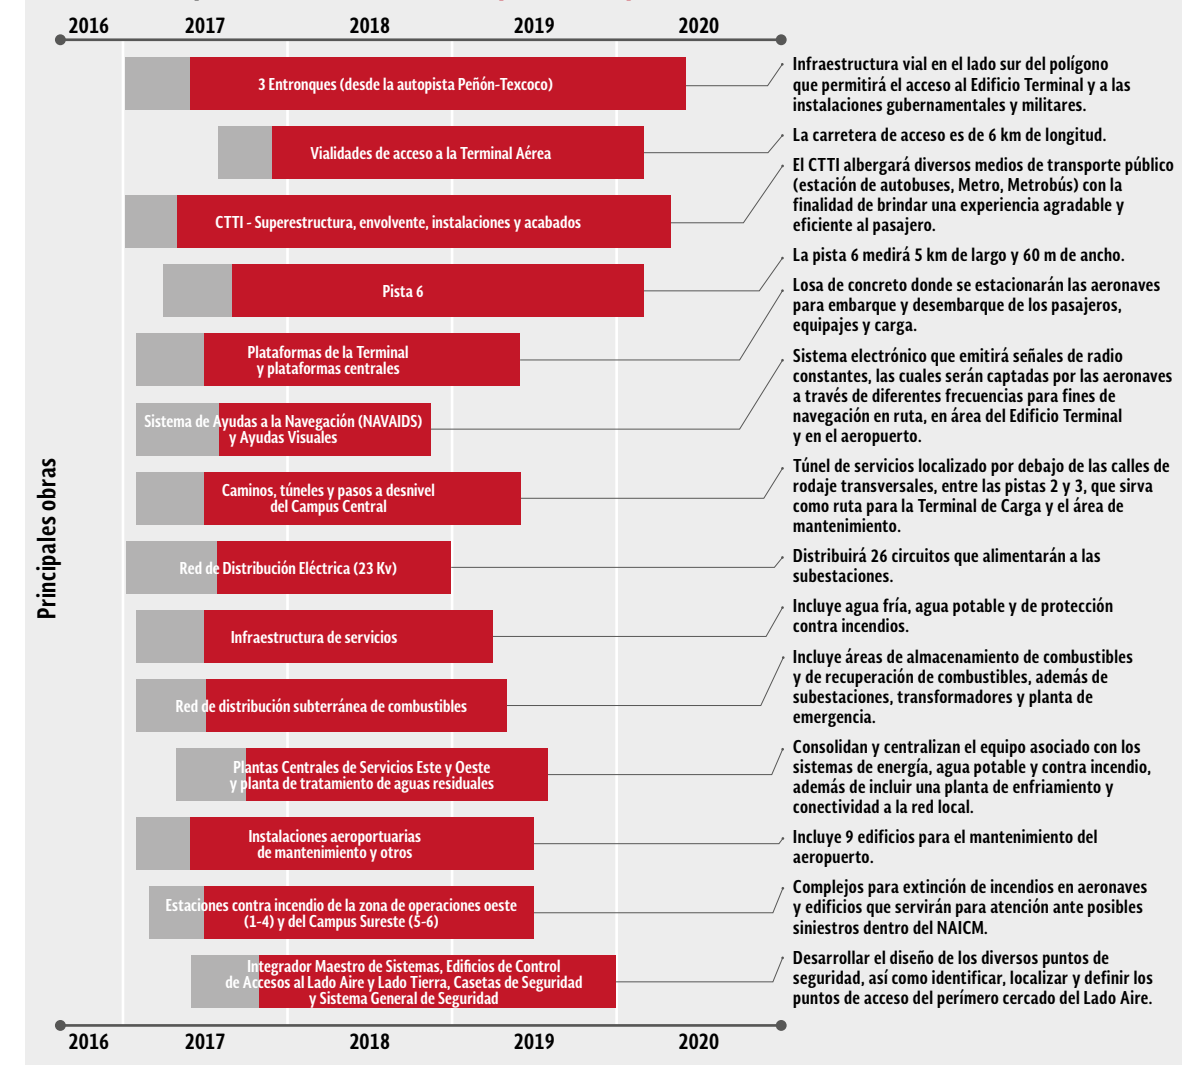 2016 2017 2018 2019 2020
3 Entronques (desde la autopista Peñón-Texcoco)
Infraestructura vial en el lado sur del polígono
que permitirá el acceso al Edificio Terminal y a las
instalaciones gubernamentales y militares.
Vialidades de acceso a la Terminal Aérea
La carretera de acceso es de 6 km de longitud.
CTTI - Superestructura, envolvente, instalaciones y acabados
El CTTI albergará diversos medios de transporte público
(estación de autobuses, Metro, Metrobús) con la
finalidad de brindar una experiencia agradable y
eficiente al pasajero.
Pista 6
La pista 6 medirá 5 km de largo y 60 m de ancho.
Plataformas de la Terminal
y plataformas centrales
Losa de concreto donde se estacionarán las aeronaves
para embarque y desembarque de los pasajeros,
equipajes y carga.
Sistema de Ayudas a la Navegación (NAVAIDS)
y Ayudas Visuales
Sistema electrónico que emitirá señales de radio
constantes, las cuales serán captadas por las aeronaves
a través de diferentes frecuencias para fines de
navegación en ruta, en área del Edificio Terminal
y en el aeropuerto.
Principales obras
Caminos, túneles y pasos a desnivel
del Campus Central
Túnel de servicios localizado por debajo de las calles de
rodaje transversales, entre las pistas 2 y 3, que sirva
como ruta para la Terminal de Carga y el área de
mantenimiento.
Red de Distribución Eléctrica (23 Kv)
Distribuirá 26 circuitos que alimentarán a las
subestaciones.
Infraestructura de servicios
Incluye agua fría, agua potable y de protección
contra incendios.
Red de distribución subterránea de combustibles
Incluye áreas de almacenamiento de combustibles
y de recuperación de combustibles, además de
subestaciones, transformadores y planta de
emergencia.
Plantas Centrales de Servicios Este y Oeste
y planta de tratamiento de aguas residuales
Consolidan y centralizan el equipo asociado con los
sistemas de energía, agua potable y contra incendio,
además de incluir una planta de enfriamiento y
conectividad a la red local.
Instalaciones aeroportuarias
de mantenimiento y otros
Incluye 9 edificios para el mantenimiento del
aeropuerto.
Estaciones contra incendio de la zona de operaciones oeste
(1-4) y del Campus Sureste (5-6)
Complejos para extinción de incendios en aeronaves
y edificios que servirán para atención ante posibles
siniestros dentro del NAICM.
Integrador Maestro de Sistemas, Edificios de Control
de Accesos al Lado Aire y Lado Tierra, Casetas de Seguridad
y Sistema General de Seguridad
Desarrollar el diseño de los diversos puntos de
seguridad, así como identificar, localizar y definir los
puntos de acceso del perímero cercado del Lado Aire.
2016 2017 2018 2019 2020